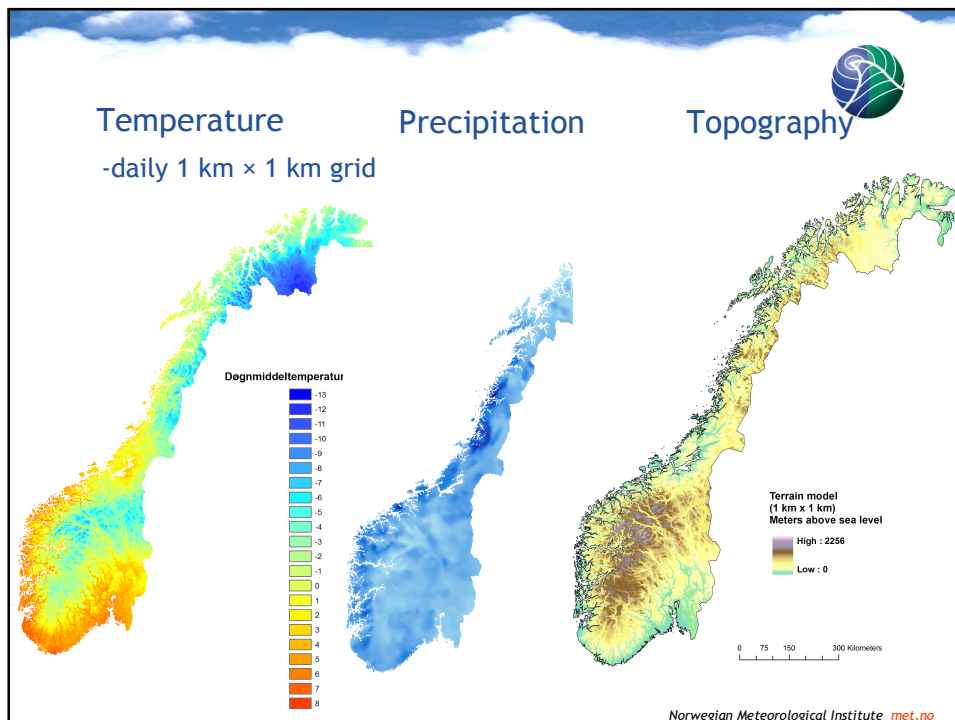 Temperature
-daily 1 km × 1 km grid
Precipitation
Topography
Døgnmiddeltemperatur
-13
-12
-11
-10
-9
-8
-7
-6
-5
-4
-3
-2
-1
0
1
2
3
4
5
6
7
8
Terrain model
(1 km x 1 km)
Meters above sea level
High : 2256
Low : 0
0 75 150 300 Kilometers
Norwegian Meteorological Institute met.no